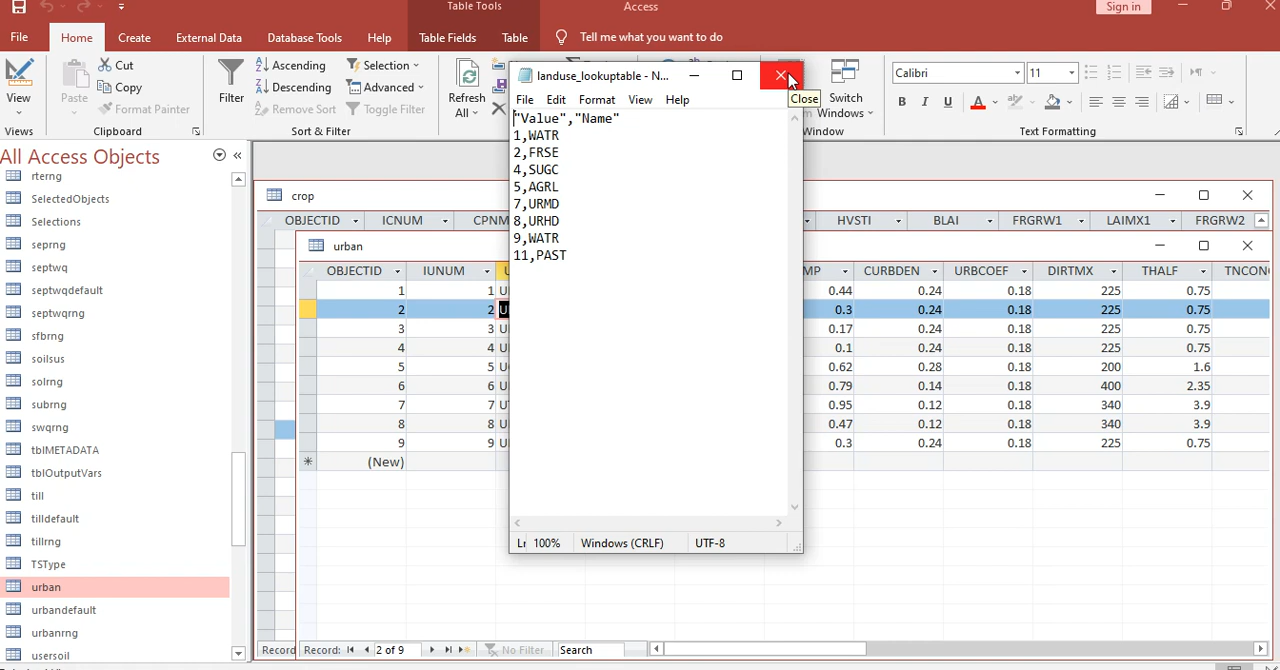 Table Tools
Access
Sign in
File
Home
Create
External Data
Database Tools
Help
Table Fields
Table
Tell me what you want to do
View
Views
Paste
Cut
Copy
Format Painter
Clipboard
Filter
Ascending
Descending
Remove Sort
Selection
Advanced
Toggle Filter
Sort & Filter
Refresh
All
Switch
Windows
Calibri
11
B
I
U
A
Text Formatting
landuse_lookuptable - N...
Close
File
Edit
Format
View
Help
"Value","Name"
1,WATR
2,FRSE
4,SUGC
5,AGRL
7,URMD
8,URHD
9,WATR
11,PAST
100%
Windows (CRLF)
UTF-8
All Access Objects
rterng
SelectedObjects
Selections
seprng
septwq
septwqdefault
septwqrng
sfbrng
soilsus
solrng
subrng
swqrng
tblMETADATA
tblOutputVars
till
tilldefault
tillrng
TSType
urban
urbandefault
urbanrng
usersoil
crop
OBJECTID ICNUM CPNM HVSTI BLAI FRGRW1 LAIMX1 FRGRW2
urban
OBJECTID IUNUM CURBDEN URBCOEF DIRTMX THALF TNCON
1 1 0.44 0.24 0.18 225 0.75
2 2 0.3 0.24 0.18 225 0.75
3 3 0.17 0.24 0.18 225 0.75
4 4 0.1 0.24 0.18 225 0.75
5 5 0.62 0.28 0.18 200 1.6
6 6 0.79 0.14 0.18 400 2.35
7 7 0.95 0.12 0.18 340 3.9
8 8 0.47 0.12 0.18 340 3.9
9 9 0.3 0.24 0.18 225 0.75
(New)
Record
Record:
2 of 9
No Filter
Search